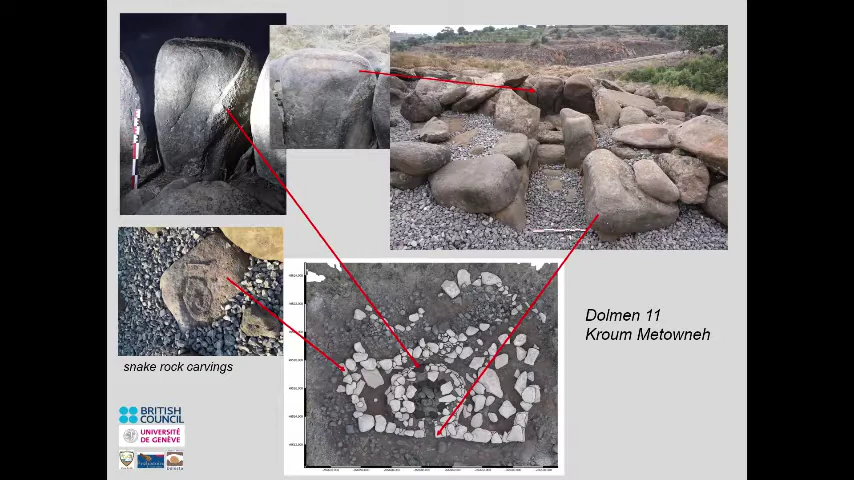 Dolmen 11
Kroum Metowneh
snake rock carvings
BRITISH
COUNCIL
UNIVERSITÉ
DE GENÈVE